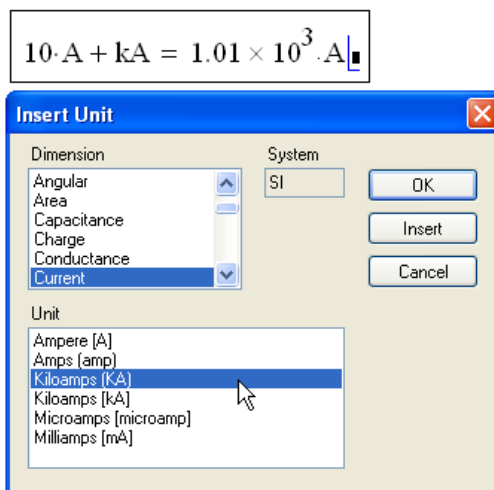 10·A + kA = 1.01 × 10³·A
Insert Unit
Dimension
System
Angular
Area
Capacitance
Charge
Conductance
Current
SI
OK
Insert
Cancel
Unit
Ampere [A]
Amps (amp)
Kiloamps (KA)
Kiloamps [kA]
Microamps [microamp]
Milliamps [mA]